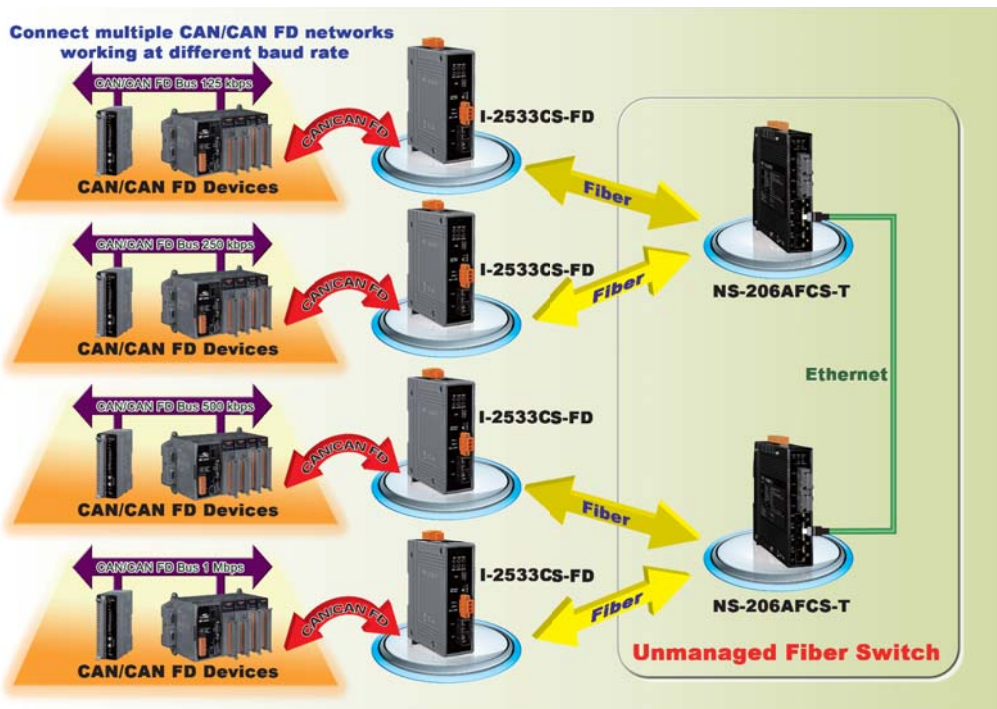 Connect multiple CAN/CAN FD networks
working at different baud rate
CAN/CAN FD Bus 125 kbps
CAN/CAN FD
I-2533CS-FD
CAN/CAN FD Devices
Fiber
NS-206AFCS-T
CAN/CAN FD Bus 250 kbps
CAN/CAN FD
I-2533CS-FD
CAN/CAN FD Devices
Fiber
Ethernet
CAN/CAN FD Bus 500 kbps
CAN/CAN FD
I-2533CS-FD
CAN/CAN FD Devices
Fiber
NS-206AFCS-T
CAN/CAN FD Bus 1 Mbps
CAN/CAN FD
I-2533CS-FD
CAN/CAN FD Devices
Fiber
Unmanaged Fiber Switch